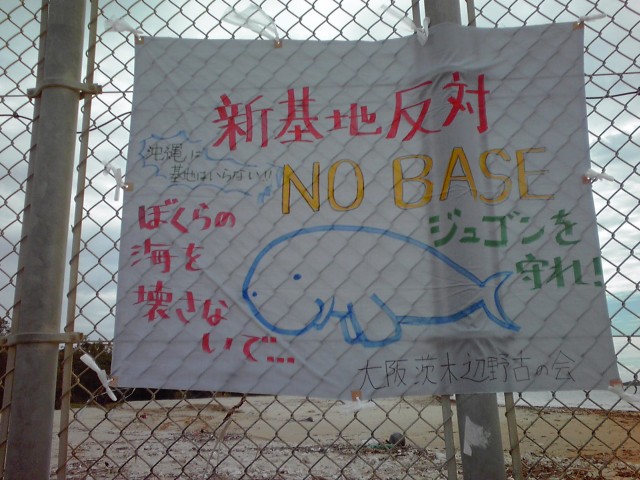 新基地反対
沖縄に
基地はいらない!!
NO BASE
ぼくらの
海を
壊さな
いで…
ジュゴンを
守れ!
大阪茨木辺野古の会